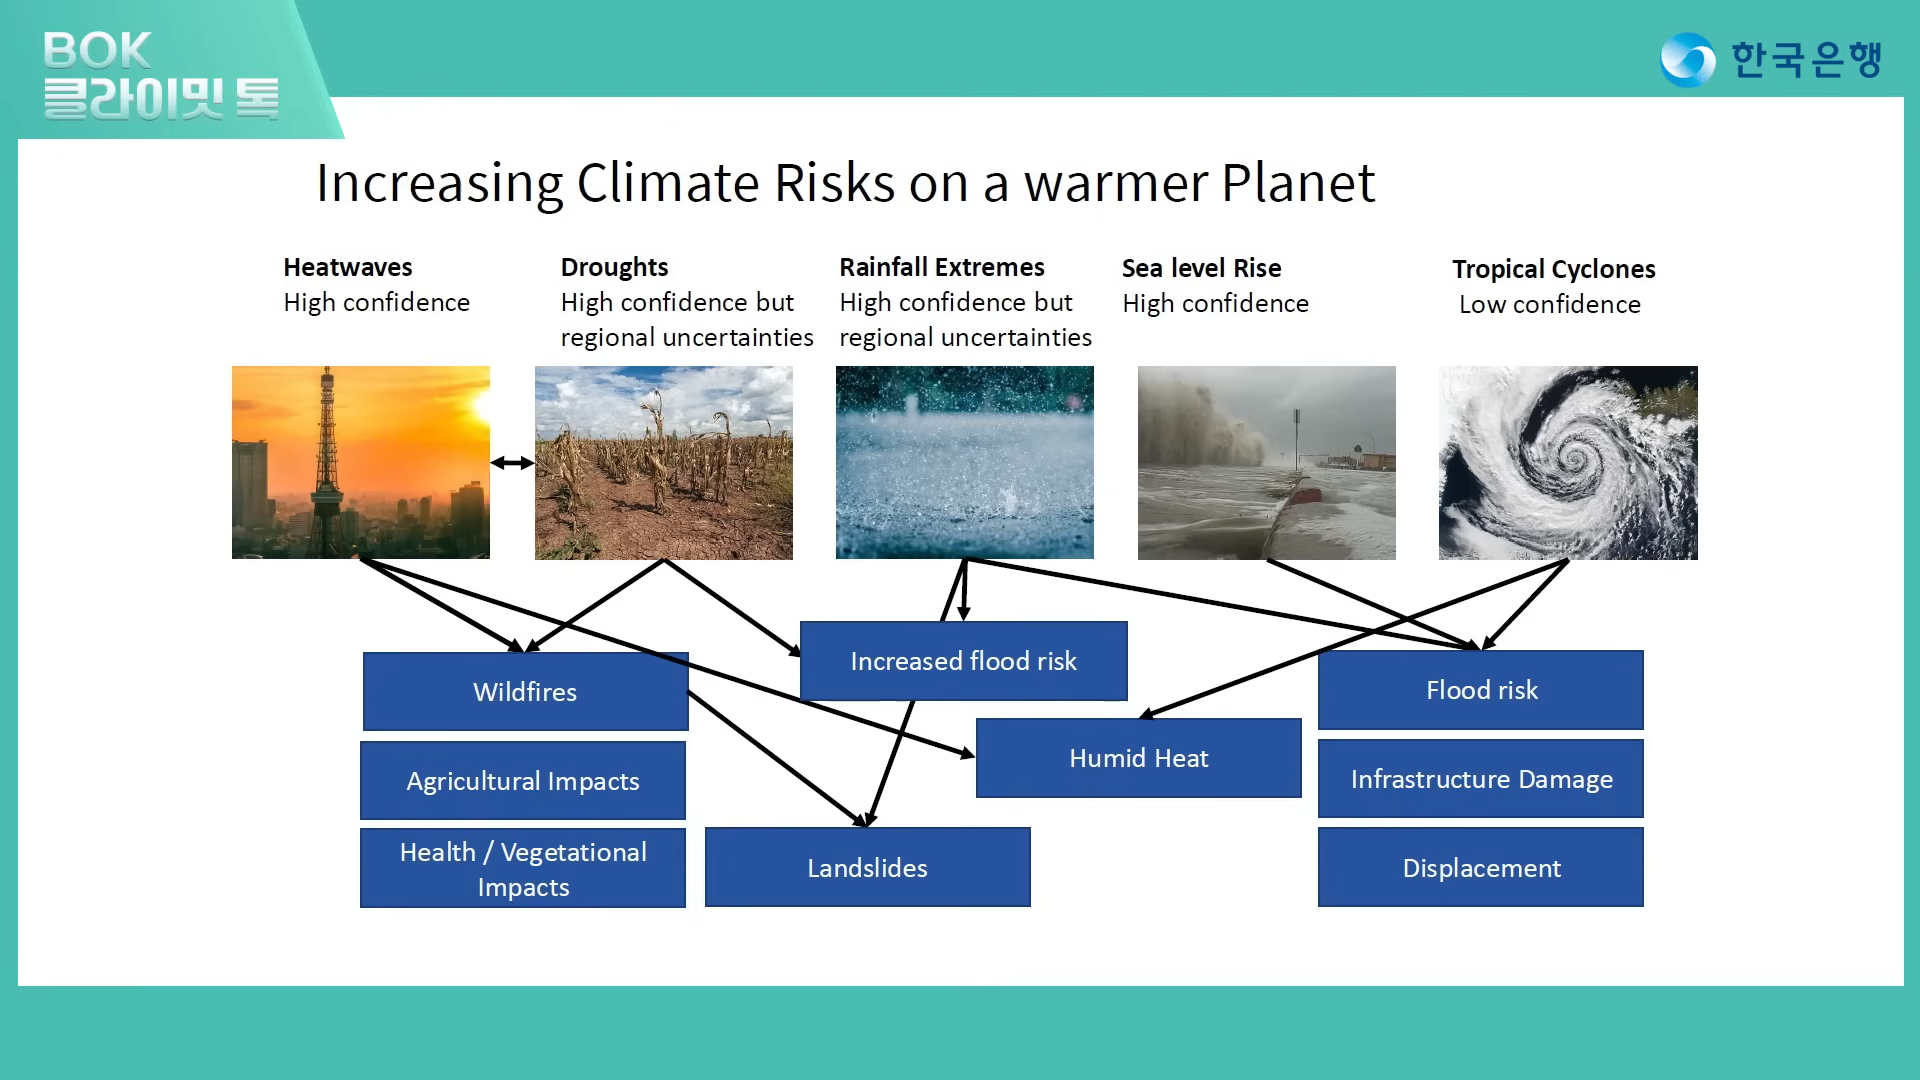 BOK
클라이밋 톡
한국은행
Increasing Climate Risks on a warmer Planet
Heatwaves
High confidence
Droughts
High confidence but
regional uncertainties
Rainfall Extremes
High confidence but
regional uncertainties
Sea level Rise
High confidence
Tropical Cyclones
Low confidence
Increased flood risk
Wildfires
Flood risk
Humid Heat
Agricultural Impacts
Infrastructure Damage
Health / Vegetational
Impacts
Landslides
Displacement